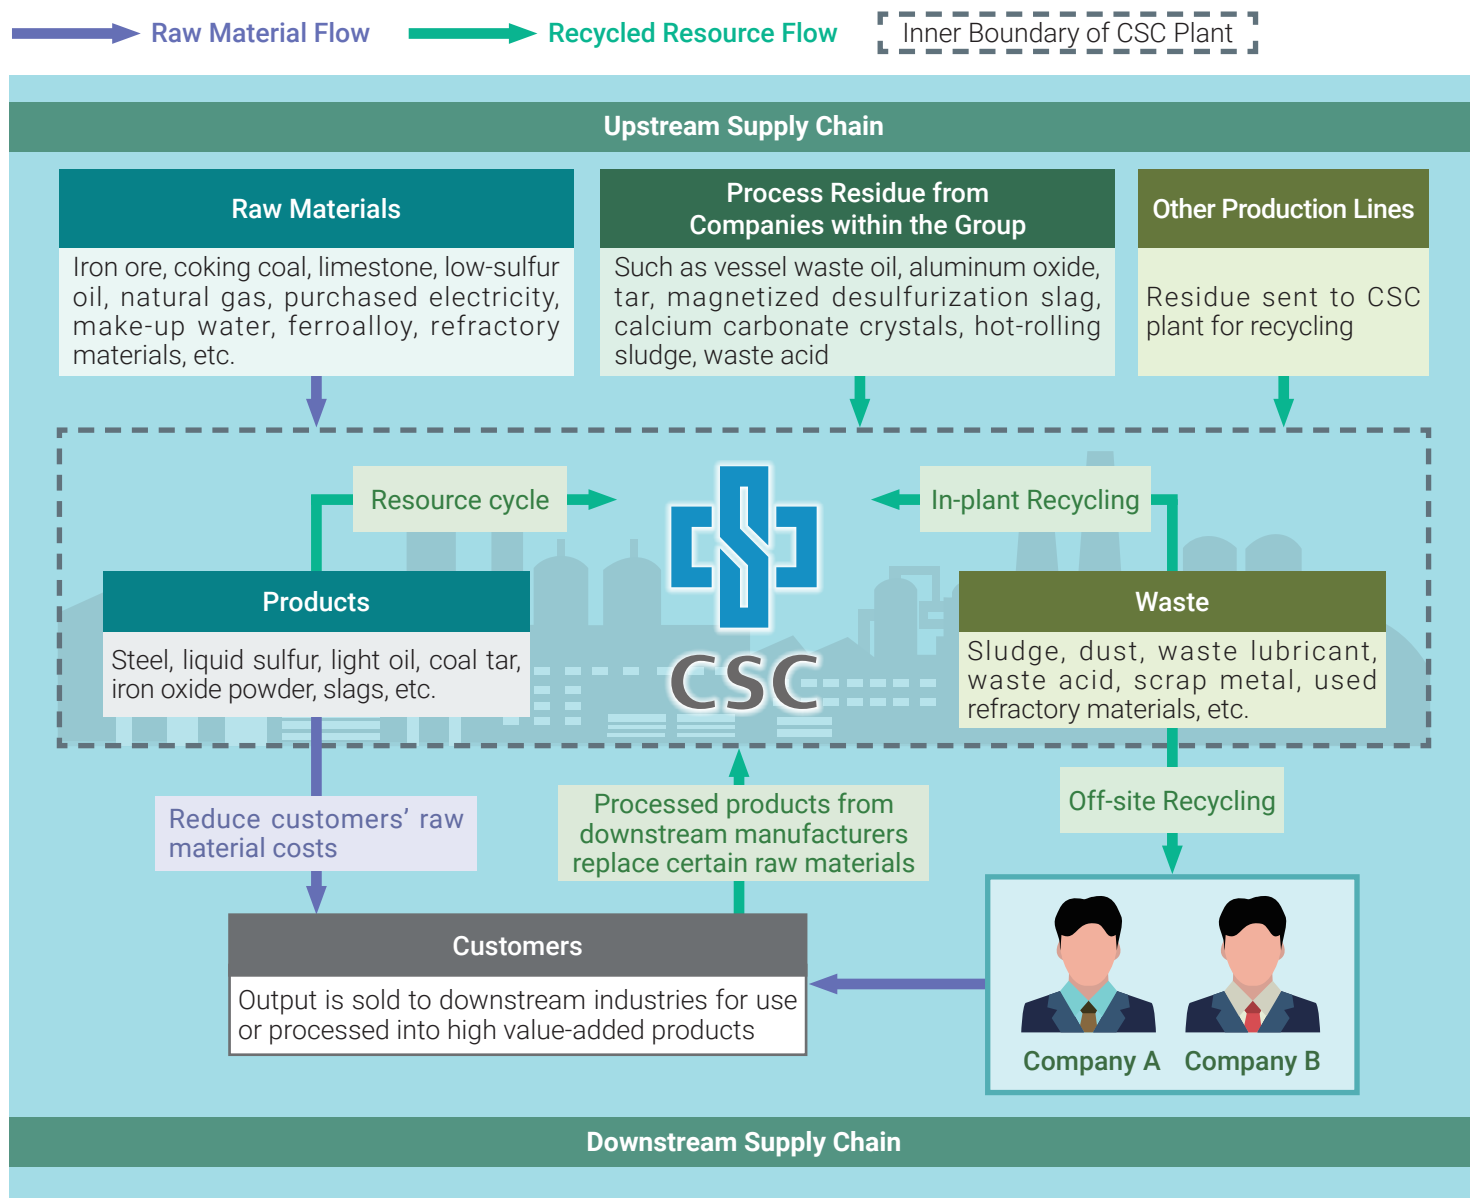 Raw Material Flow
Recycled Resource Flow
Inner Boundary of CSC Plant
Upstream Supply Chain
Raw Materials
Iron ore, coking coal, limestone, low-sulfur
oil, natural gas, purchased electricity,
make-up water, ferroalloy, refractory
materials, etc.
Process Residue from
Companies within the Group
Such as vessel waste oil, aluminum oxide,
tar, magnetized desulfurization slag,
calcium carbonate crystals, hot-rolling
sludge, waste acid
Other Production Lines
Residue sent to CSC
plant for recycling
Resource cycle
In-plant Recycling
Products
Steel, liquid sulfur, light oil, coal tar,
iron oxide powder, slags, etc.
CSC
Waste
Sludge, dust, waste lubricant,
waste acid, scrap metal, used
refractory materials, etc.
Reduce customers’ raw
material costs
Processed products from
downstream manufacturers
replace certain raw materials
Off-site Recycling
Customers
Output is sold to downstream industries for use
or processed into high value-added products
Company A
Company B
Downstream Supply Chain